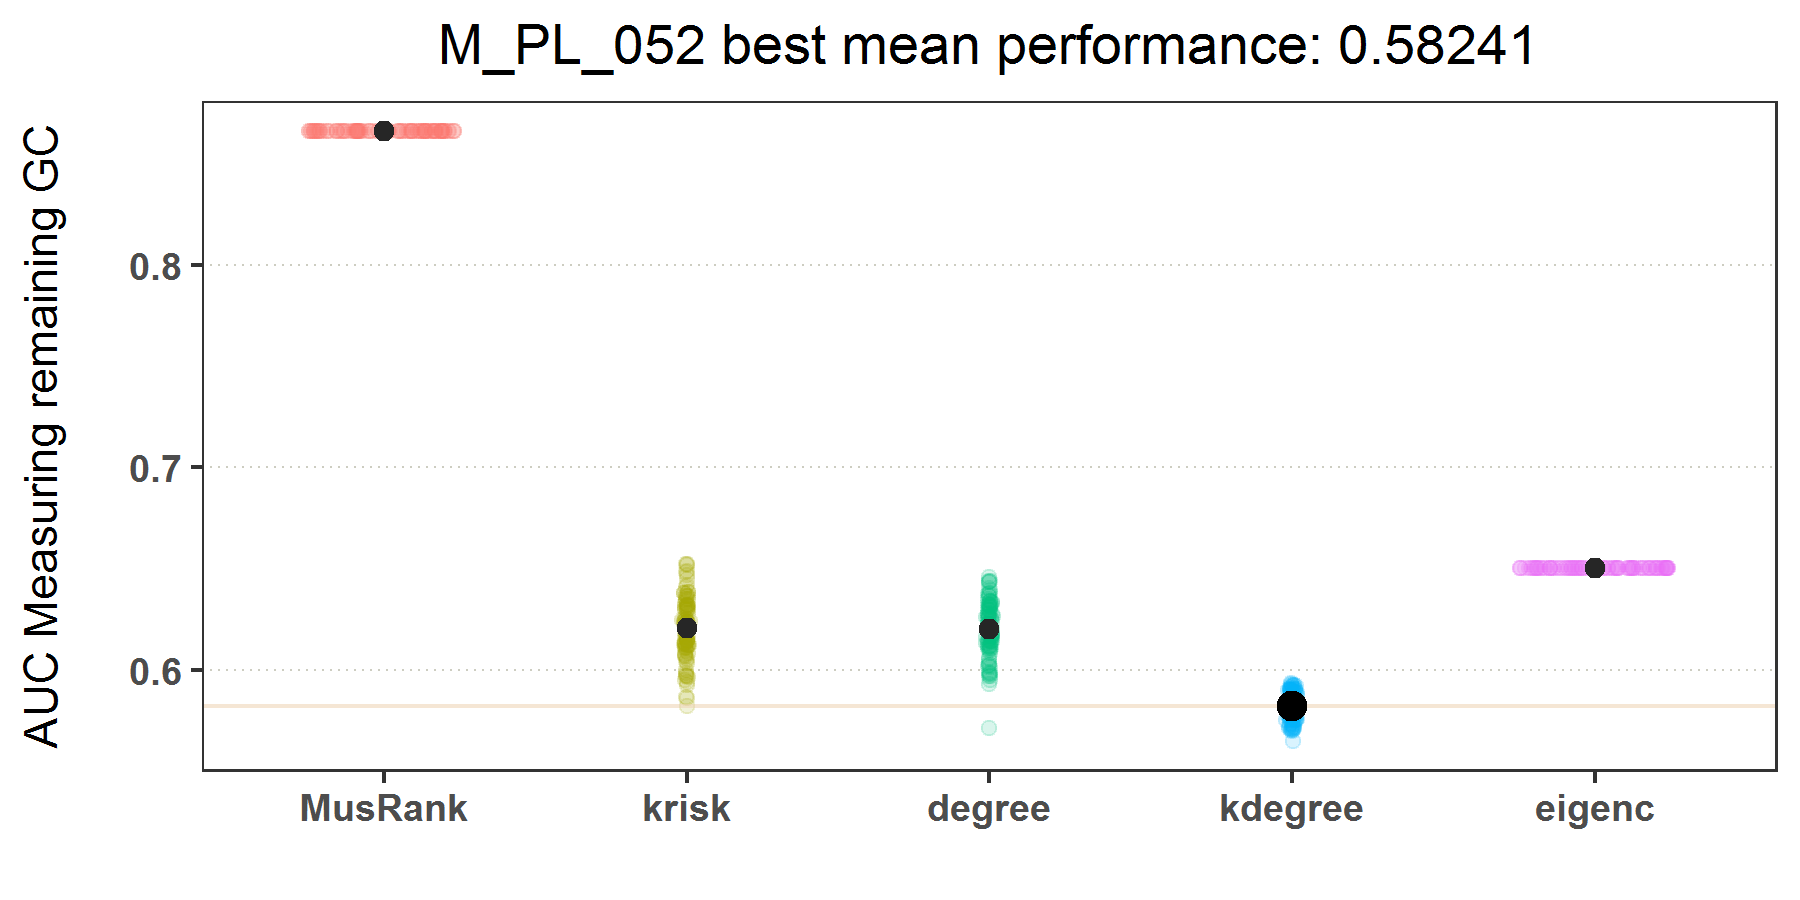 M_PL_052 best mean performance: 0.58241
AUC Measuring remaining GC
0.8
0.7
0.6
MusRank krisk degree kdegree eigenc